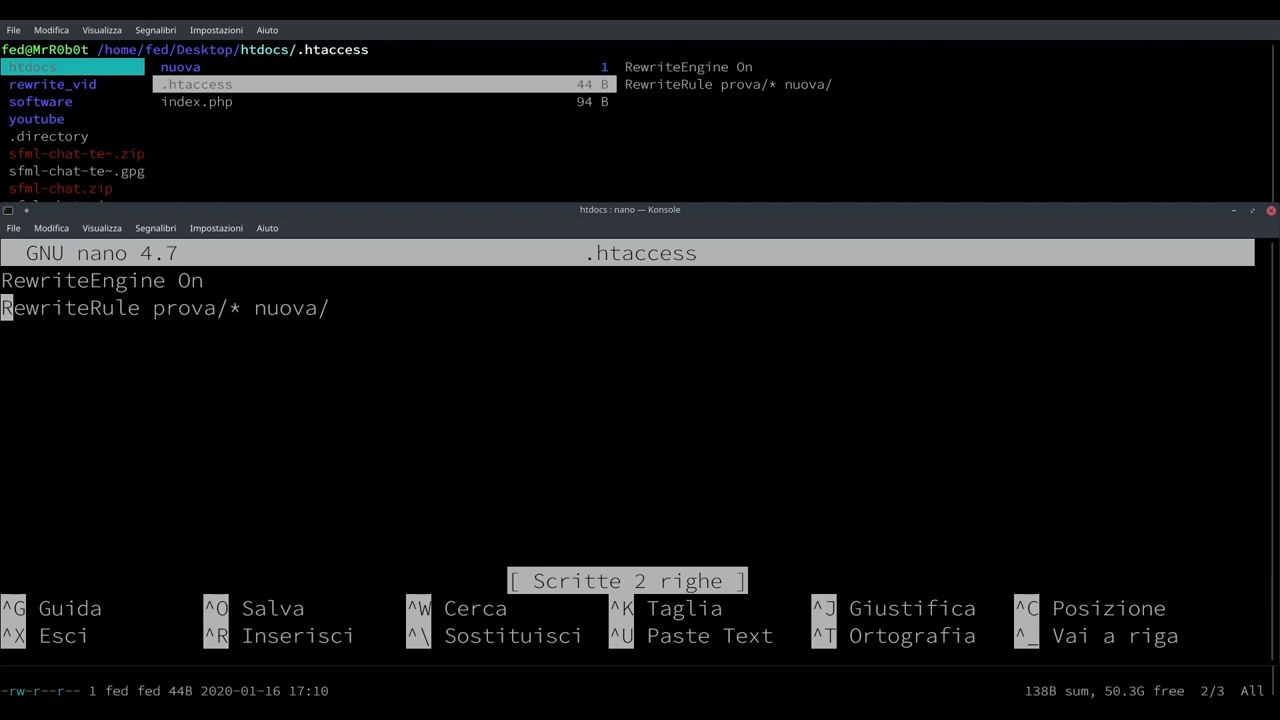 File Modifica Visualizza Segnalibri Impostazioni Aiuto
fed@MrR0b0t /home/fed/Desktop/htdocs/.htaccess
htdocs nuova 1 RewriteEngine On
rewrite_vid .htaccess 44 B RewriteRule prova/* nuova/
software index.php 94 B
youtube
.directory
sfml-chat-te~.zip
sfml-chat-te~.gpg
sfml-chat.zip
htdocs : nano — Konsole
File Modifica Visualizza Segnalibri Impostazioni Aiuto
GNU nano 4.7 .htaccess
RewriteEngine On
RewriteRule prova/* nuova/
[ Scritte 2 righe ]
^G Guida ^O Salva ^W Cerca ^K Taglia ^J Giustifica ^C Posizione
^X Esci ^R Inserisci ^\ Sostituisci ^U Paste Text ^T Ortografia ^_ Vai a riga
-rw-r--r-- 1 fed fed 44B 2020-01-16 17:10 138B sum, 50.3G free 2/3 All